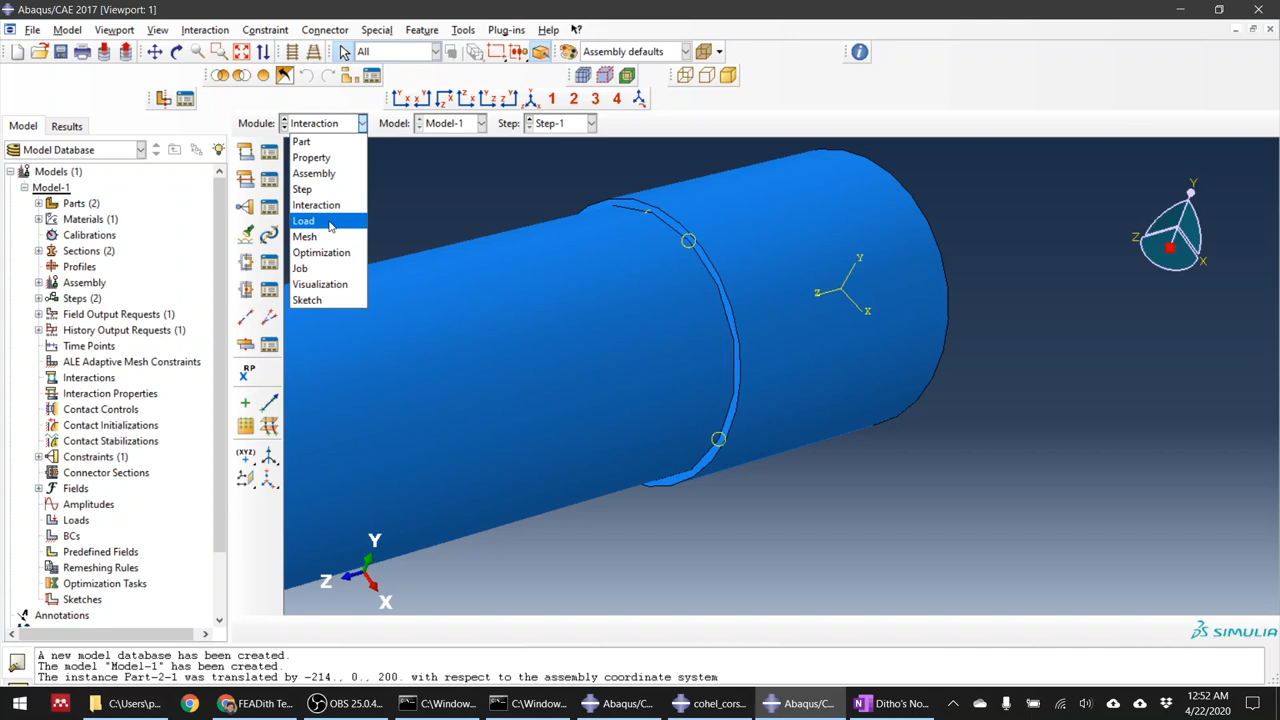 Abaqus/CAE 2017 [Viewport: 1]
File Model Viewport View Interaction Constraint Connector Special Feature Tools Plug-ins Help
All Assembly defaults
1 2 3 4
Model Results Module: Interaction Model: Model-1 Step: Step-1
Model Database
Part
Property
Assembly
Step
Interaction
Load
Mesh
Optimization
Job
Visualization
Sketch
Models (1)
Model-1
Parts (2)
Materials (1)
Calibrations
Sections (2)
Profiles
Assembly
Steps (2)
Field Output Requests (1)
History Output Requests (1)
Time Points
ALE Adaptive Mesh Constraints
Interactions
Interaction Properties
Contact Controls
Contact Initializations
Contact Stabilizations
Constraints (1)
Connector Sections
Fields
Amplitudes
Loads
BCs
Predefined Fields
Remeshing Rules
Optimization Tasks
Sketches
Annotations
RP
X
(XYZ)
Y
Z
X
Y
Z
X
Y
Z
X
SIMULIA
A new model database has been created.
The model "Model-1" has been created.
The instance Part-2-1 was translated by -214., 0., 200. with respect to the assembly coordinate system
C:\Users\p... FEADith Te... OBS 25.0.4... C:\Window... C:\Window... Abaqus/C... cohel_cors... Abaqus/C... Ditho's No...
12:52 AM
4/22/2020